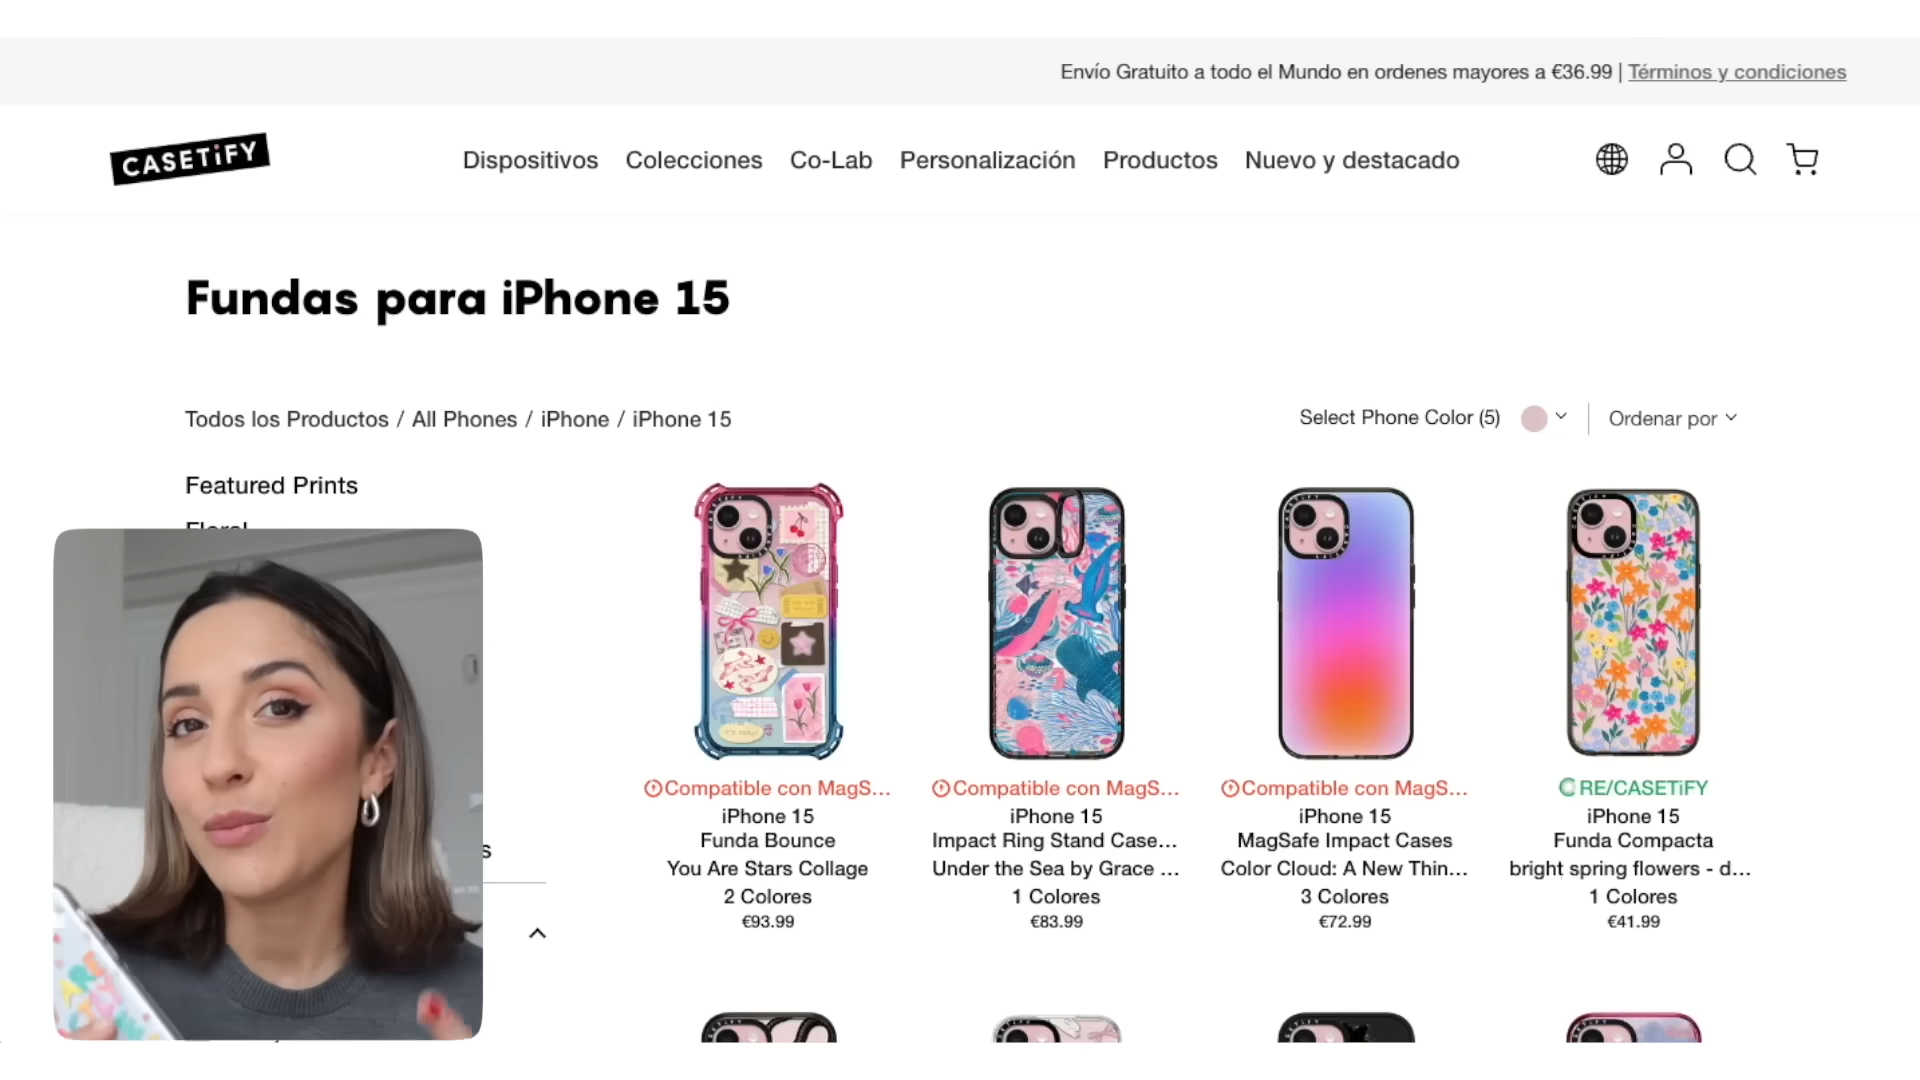 Envío Gratuito a todo el Mundo en ordenes mayores a €36.99 | Términos y condiciones
CASETiFY
Dispositivos Colecciones Co-Lab Personalización Productos Nuevo y destacado
Fundas para iPhone 15
Todos los Productos / All Phones / iPhone / iPhone 15
Select Phone Color (5)
Ordenar por
Featured Prints
Floral
s
Compatible con MagS...
iPhone 15
Funda Bounce
You Are Stars Collage
2 Colores
€93.99
Compatible con MagS...
iPhone 15
Impact Ring Stand Case...
Under the Sea by Grace ...
1 Colores
€83.99
Compatible con MagS...
iPhone 15
MagSafe Impact Cases
Color Cloud: A New Thin...
3 Colores
€72.99
RE/CASETiFY
iPhone 15
Funda Compacta
bright spring flowers - d...
1 Colores
€41.99